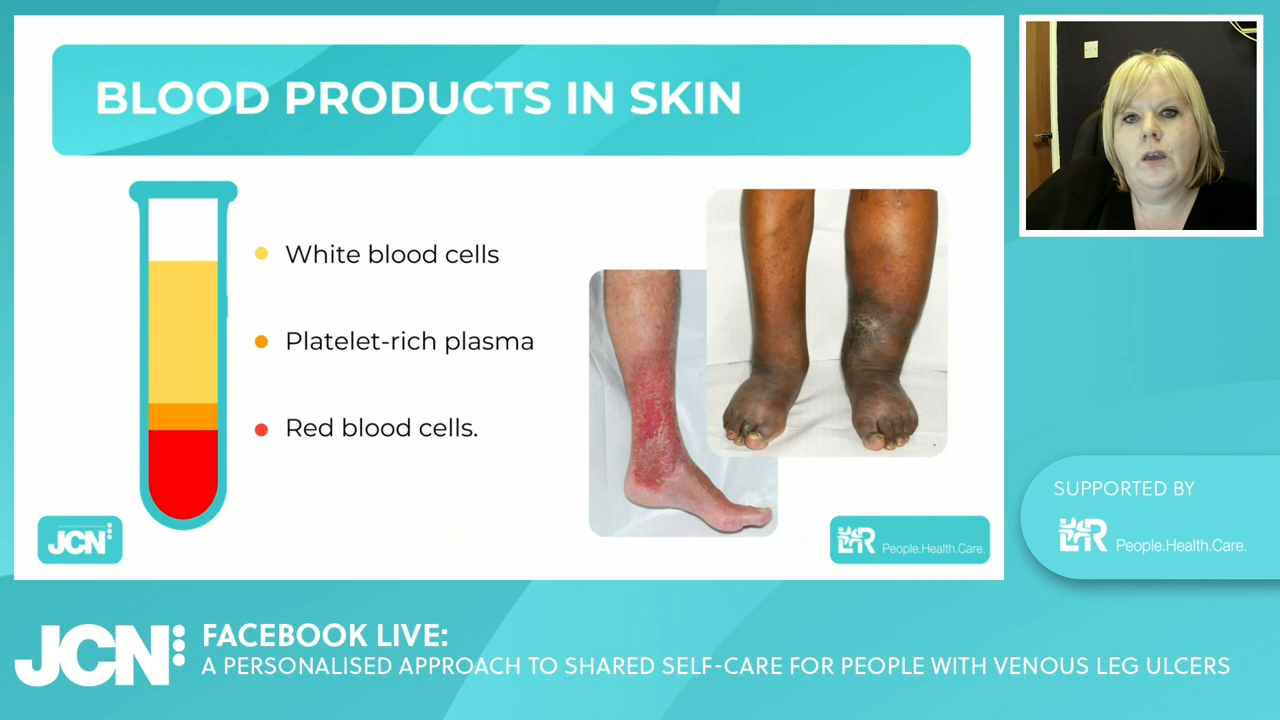 BLOOD PRODUCTS IN SKIN
White blood cells
Platelet-rich plasma
Red blood cells.
JCN
L&R People.Health.Care.
SUPPORTED BY
L&R People.Health.Care.
JCN
FACEBOOK LIVE:
A PERSONALISED APPROACH TO SHARED SELF-CARE FOR PEOPLE WITH VENOUS LEG ULCERS